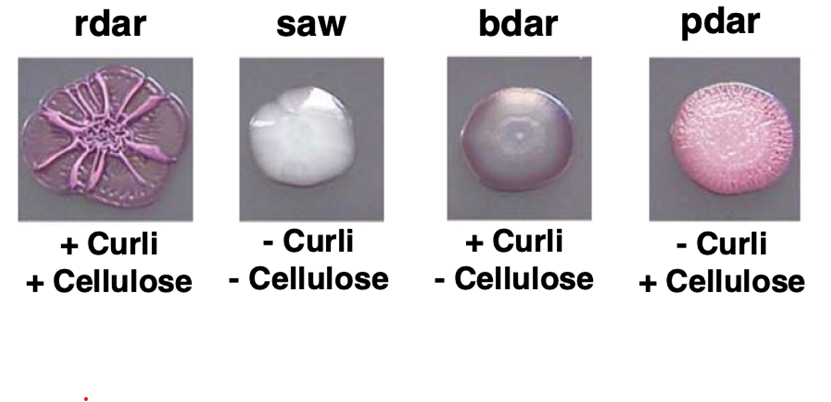 rdar saw bdar pdar
+ Curli - Curli + Curli - Curli
+ Cellulose - Cellulose - Cellulose + Cellulose